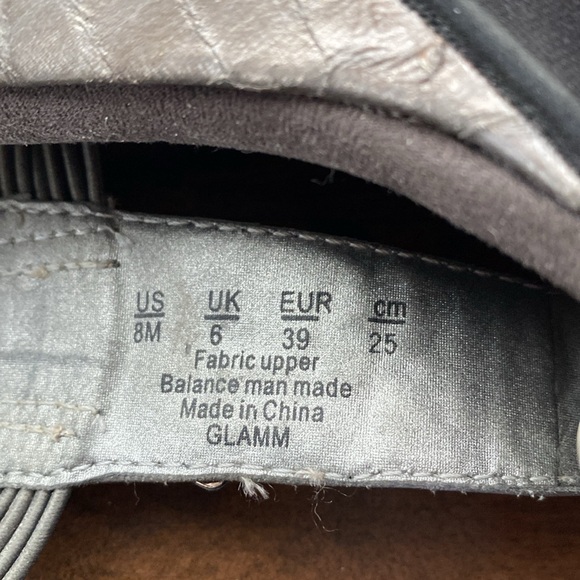 US UK EUR cm
8M 6 39 25
Fabric upper
Balance man made
Made in China
GLAMM